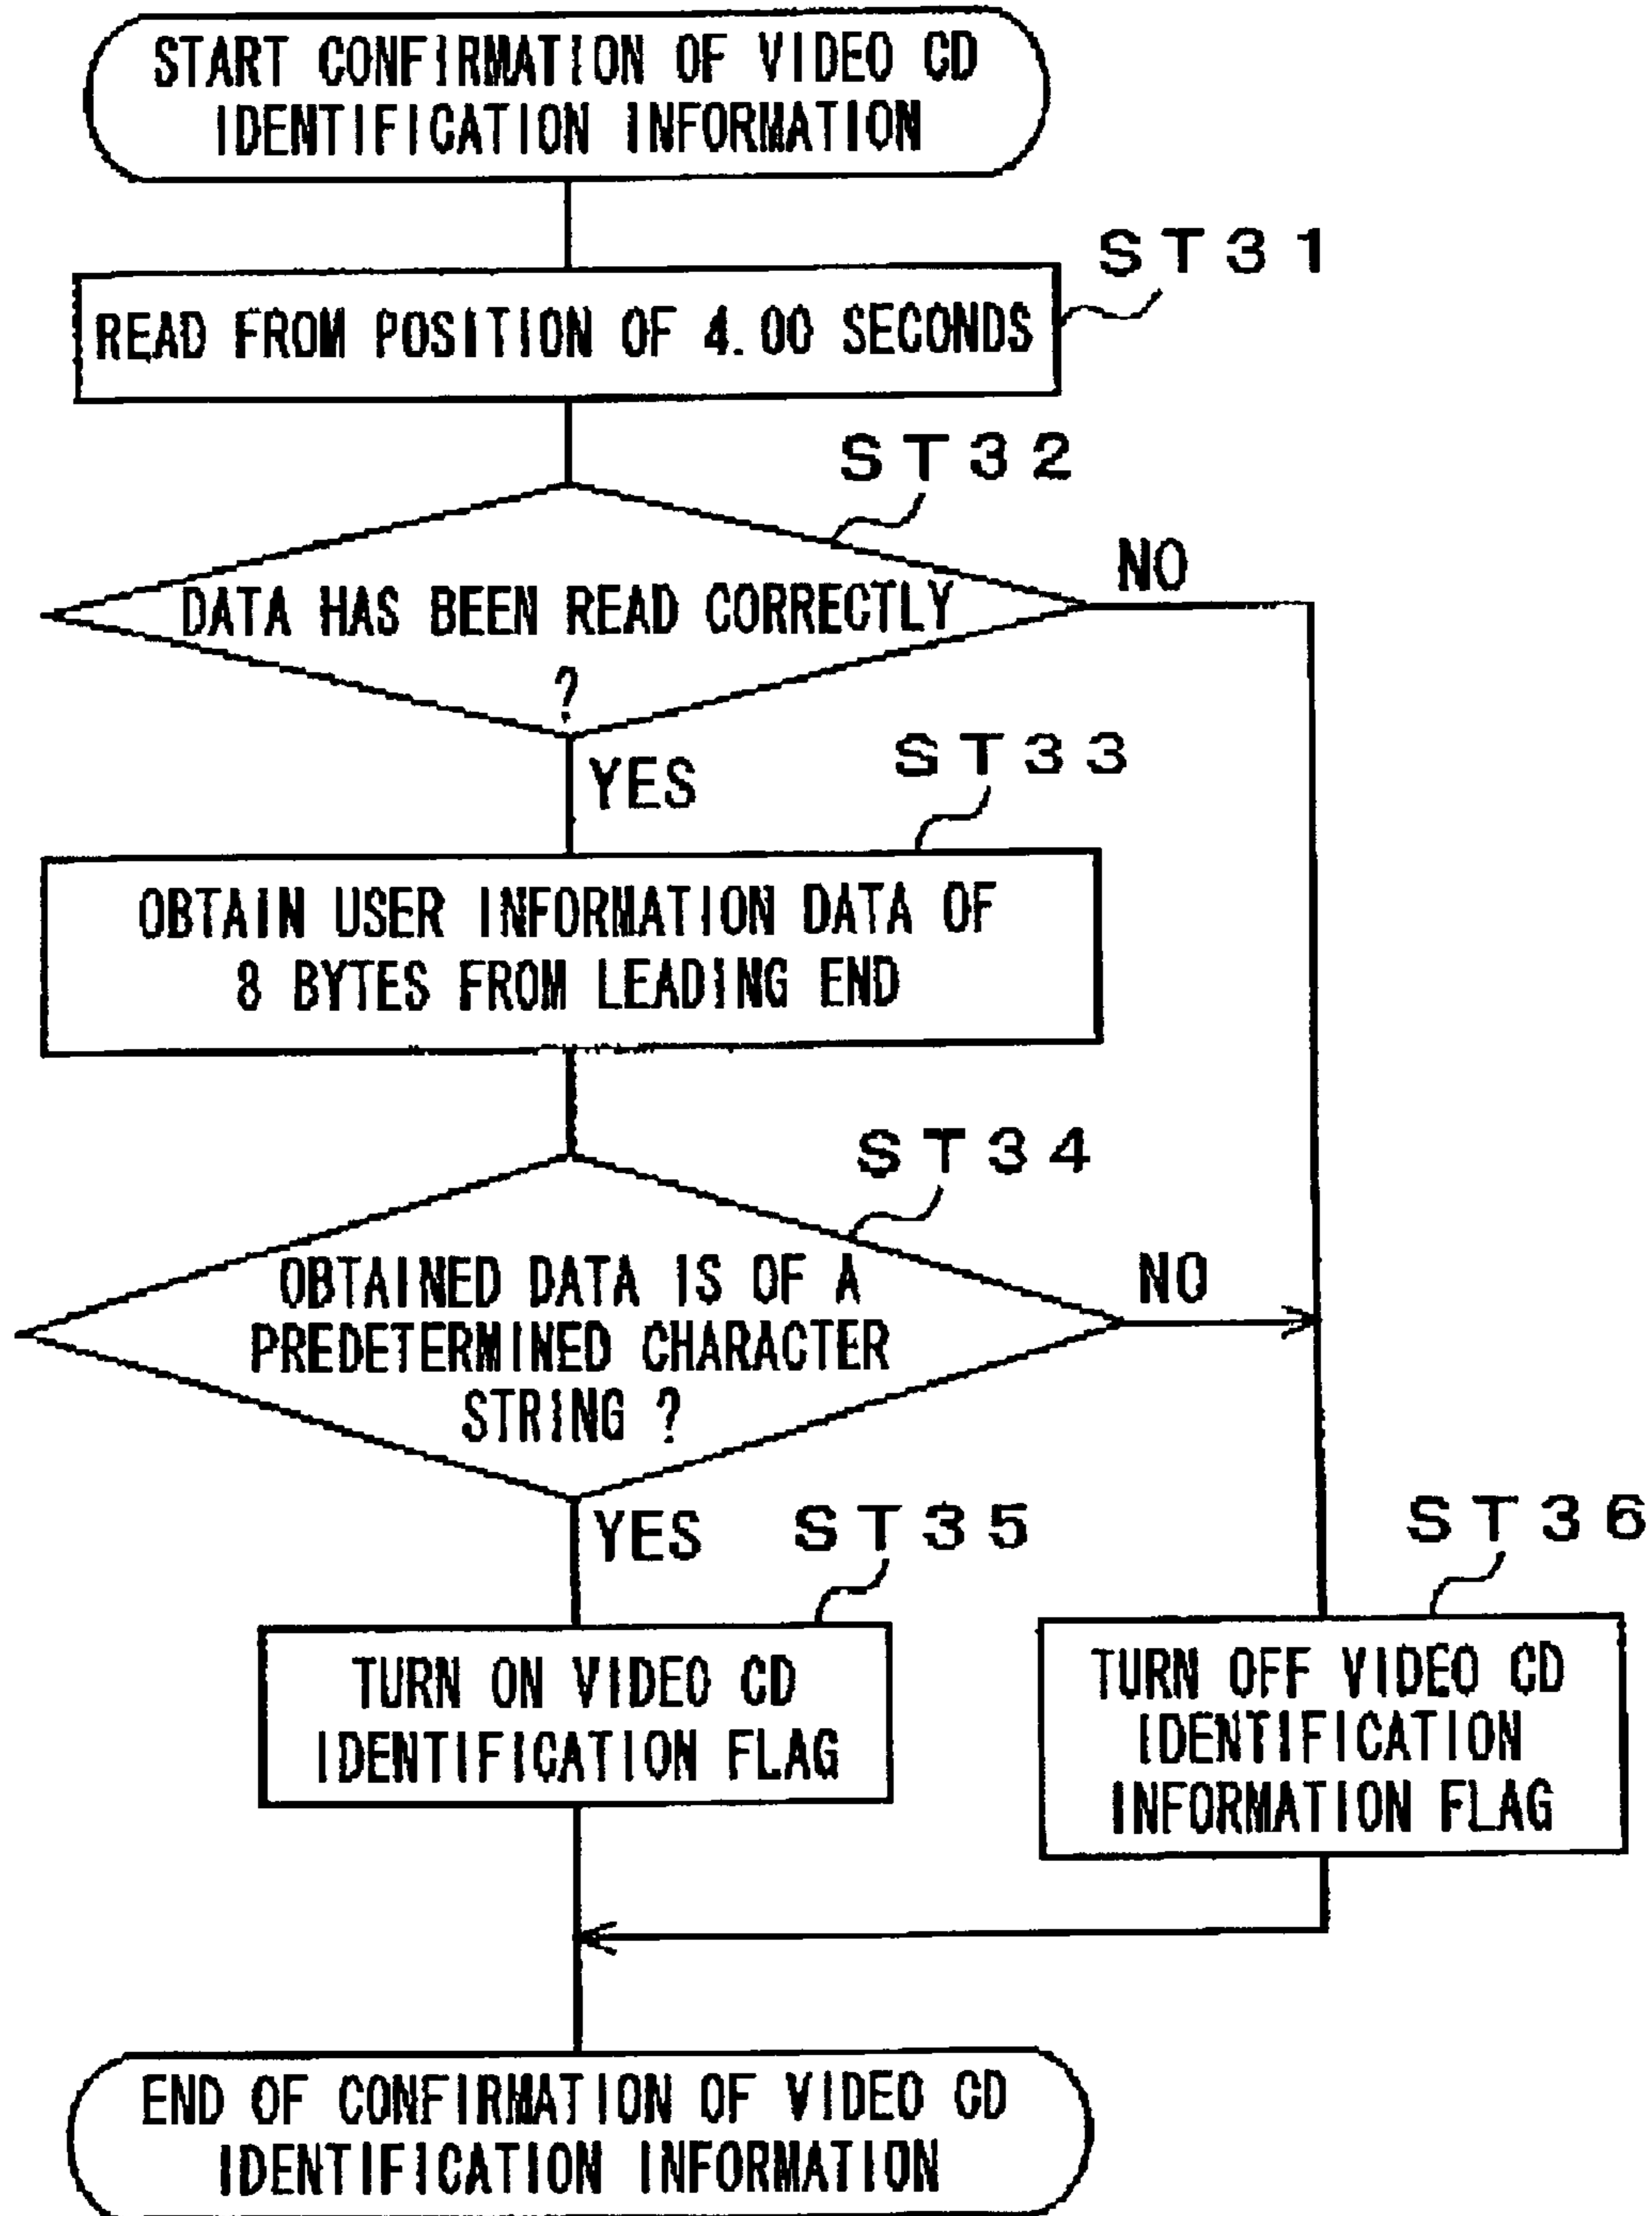 START CONFIRMATION OF VIDEO CD
IDENTIFICATION INFORMATION
ST31
READ FROM POSITION OF 4.00 SECONDS
ST32
NO
DATA HAS BEEN READ CORRECTLY
?
YES
ST33
OBTAIN USER INFORMATION DATA OF
8 BYTES FROM LEADING END
ST34
OBTAINED DATA IS OF A
NO
PREDETERMINED CHARACTER
STRING ?
YES
ST35
ST36
TURN ON VIDEO CD
IDENTIFICATION FLAG
TURN OFF VIDEO CD
IDENTIFICATION
INFORMATION FLAG
END OF CONFIRMATION OF VIDEO CD
IDENTIFICATION INFORMATION